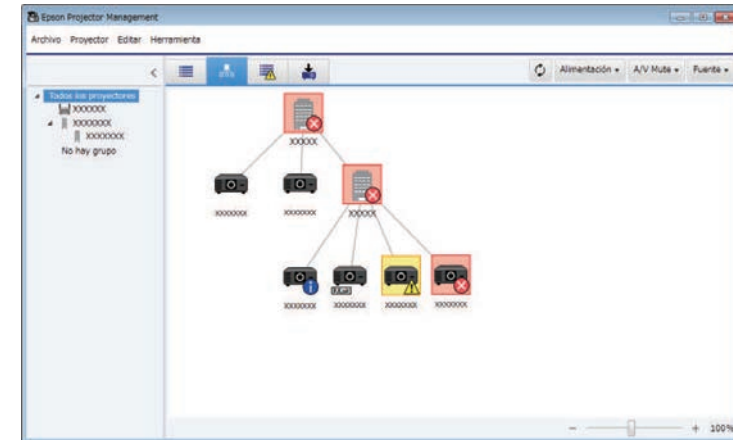 Epson Projector Management
Archivo Proyector Editar Herramienta
Alimentación A/V Mute Fuente
Todos los proyectores
XXXXXX
XXXXXXX
XXXXXXX
No hay grupo
XXXXX
XXXXXXX XXXXXXX XXXXX
XXXXXXX XXXXXXX XXXXXXX XXXXXXX
100%